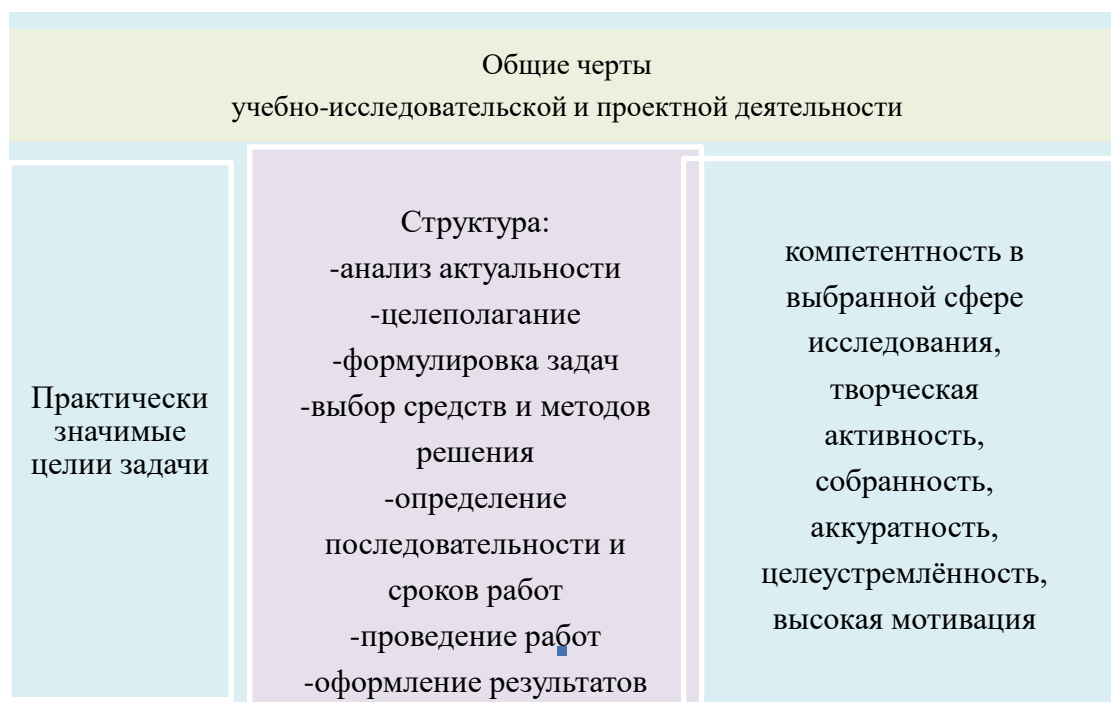 Общие черты
учебно-исследовательской и проектной деятельности
Практически
значимые
целии задачи
Структура:
-анализ актуальности
-целеполагание
-формулировка задач
-выбор средств и методов
решения
-определение
последовательности и
сроков работ
-проведение работ
-оформление результатов
компетентность в
выбранной сфере
исследования,
творческая
активность,
собранность,
аккуратность,
целеустремлённость,
высокая мотивация